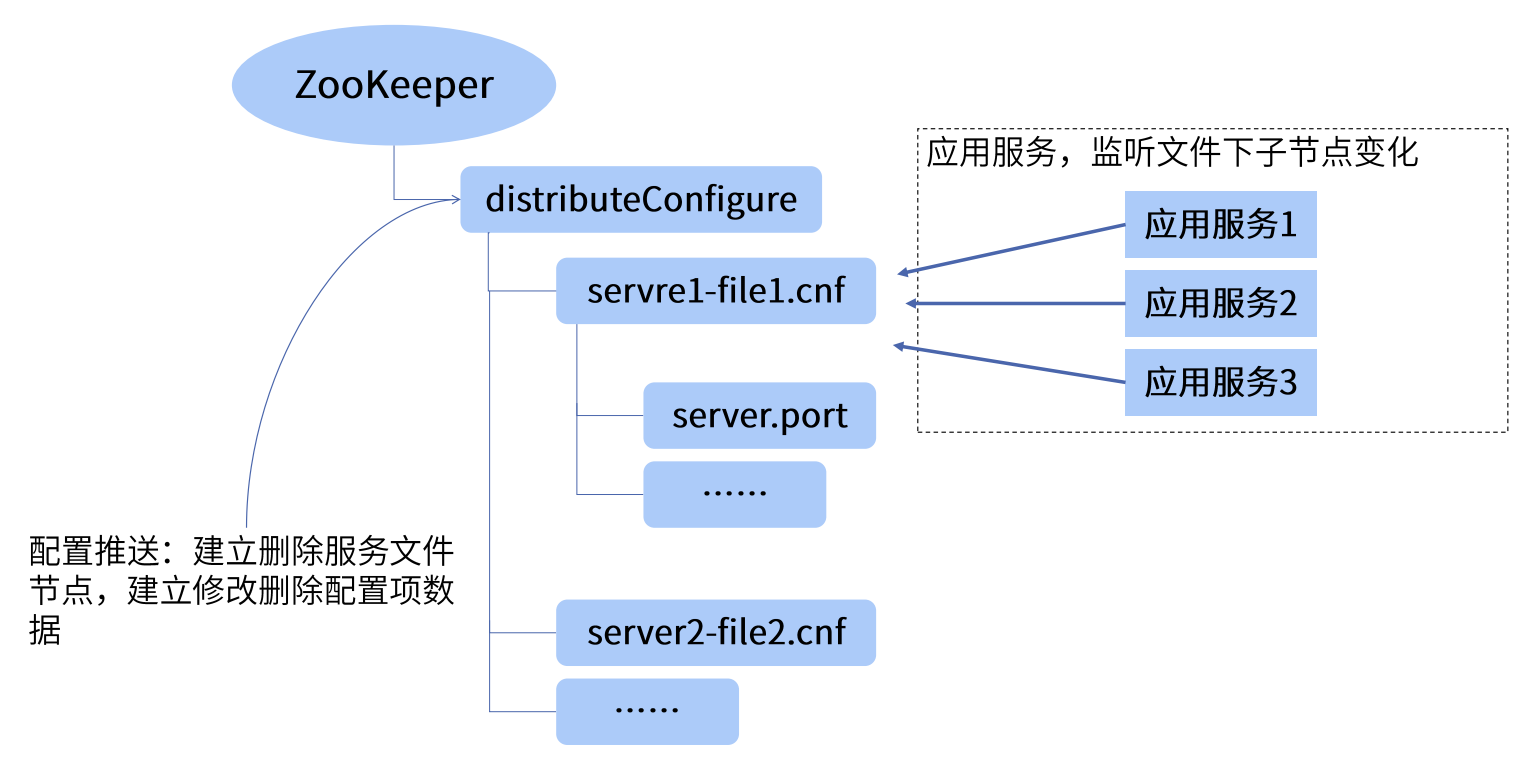 ZooKeeper
distributeConfigure
servre1-file1.cnf
server.port
……
server2-file2.cnf
……
配置推送：建立删除服务文件
节点，建立修改删除配置项数
据
应用服务，监听文件下子节点变化
应用服务1
应用服务2
应用服务3